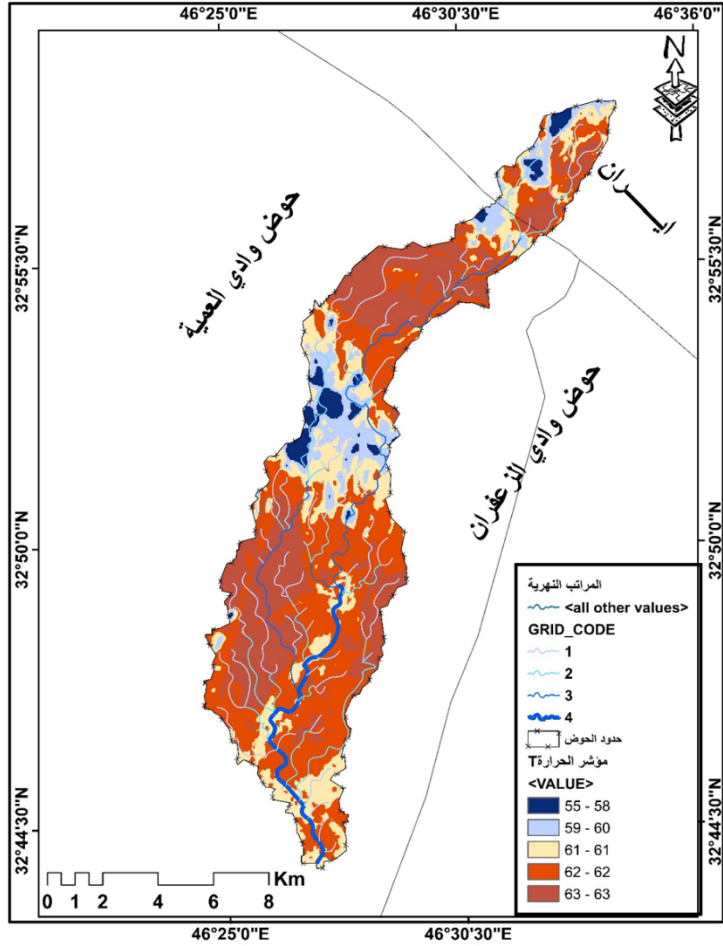 46°25'0"E
46°30'30"E
46°36'0"E
N
32°55'30"N
32°50'0"N
32°44'30"N
32°55'30"N
32°50'0"N
32°44'30"N
حوض وادي العمية
حوض وادي الزعفران
المراتب النهرية
<all other values>
GRID_CODE
1
2
3
4
حدود الحوض
مؤشر الحرارة T
<VALUE>
55 - 58
59 - 60
61 - 61
62 - 62
63 - 63
Km
0 1 2 4 6 8
46°25'0"E
46°30'30"E